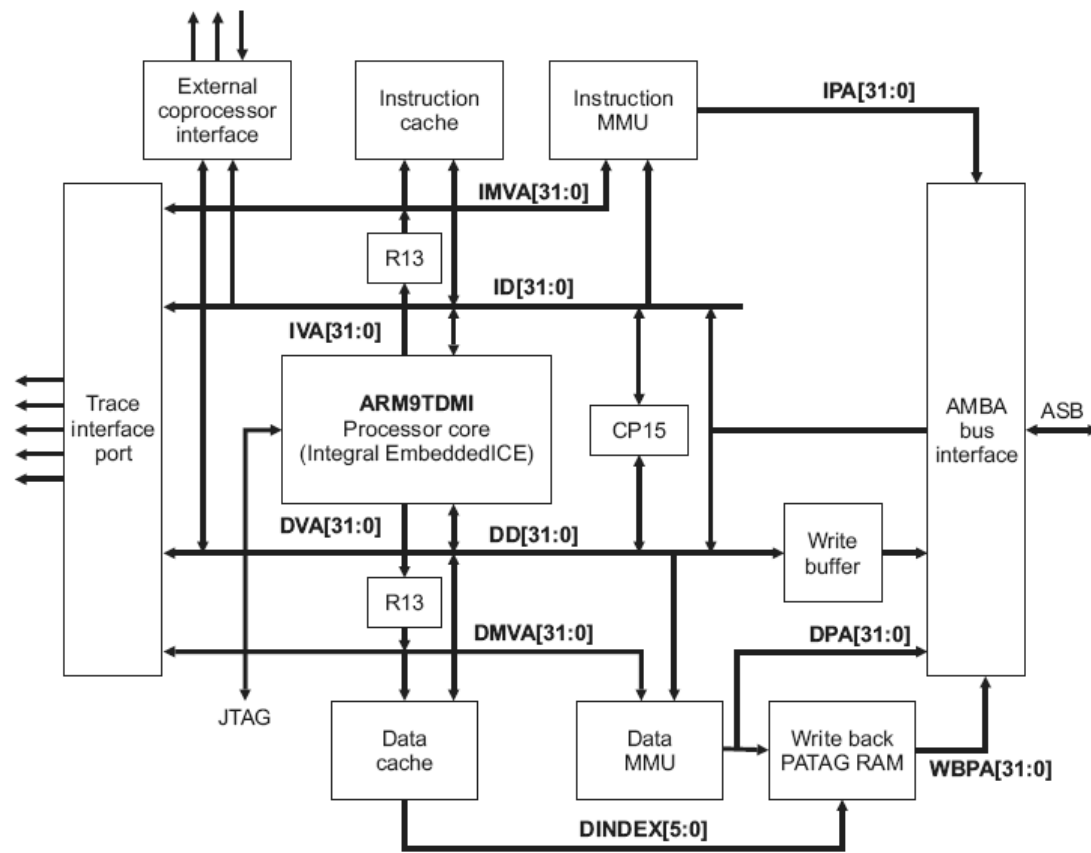 External
coprocessor
interface
Instruction
cache
Instruction
MMU
IPA[31:0]
IMVA[31:0]
R13
ID[31:0]
IVA[31:0]
Trace
interface
port
ARM9TDMI
Processor core
(Integral EmbeddedICE)
CP15
AMBA
bus
interface
ASB
DVA[31:0]
DD[31:0]
Write
buffer
R13
DMVA[31:0]
DPA[31:0]
JTAG
Data
cache
Data
MMU
Write back
PATAG RAM
WBPA[31:0]
DINDEX[5:0]